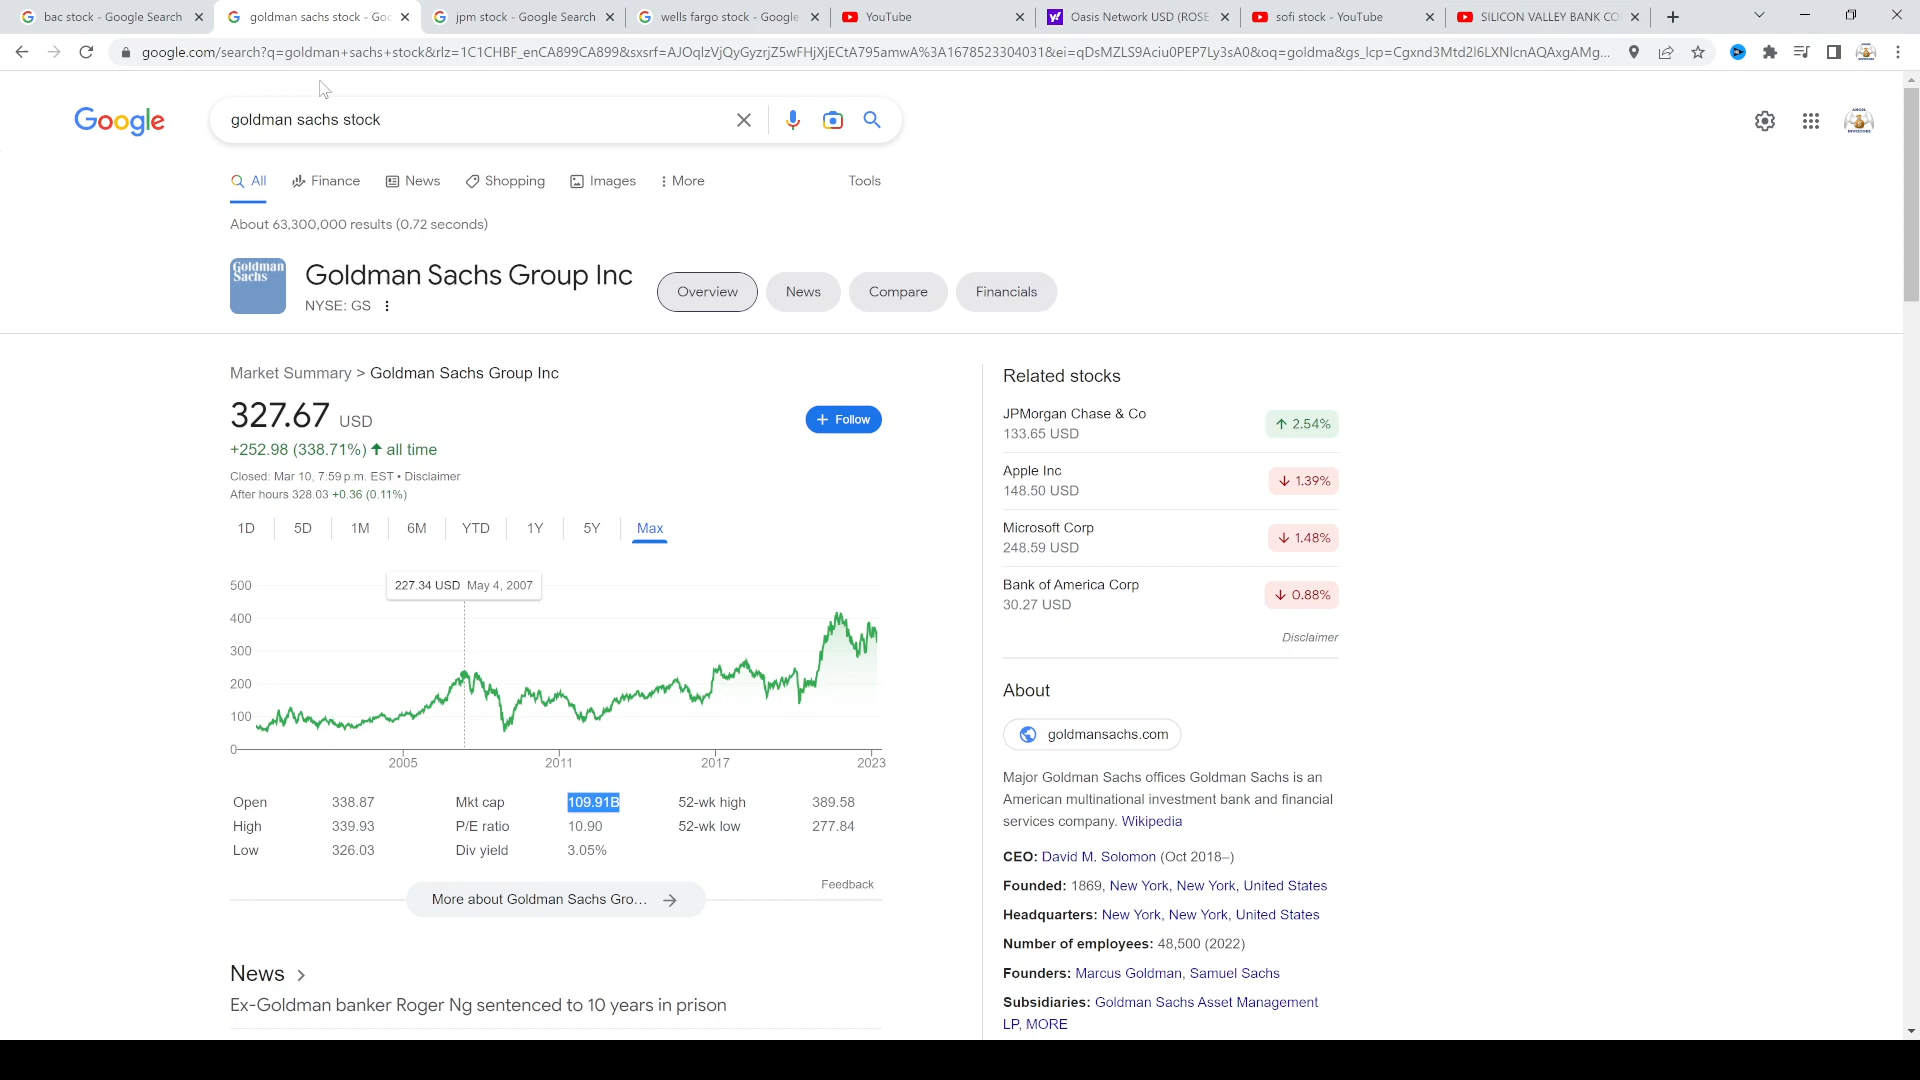 bac stock - Google Search
goldman sachs stock - Goo
jpm stock - Google Search
wells fargo stock - Google
YouTube
Oasis Network USD (ROSE
sofi stock - YouTube
SILICON VALLEY BANK CO
google.com/search?q=goldman+sachs+stock&rlz=1C1CHBF_enCA899CA899&sxsrf=AJOqlzVjQyGyzrjZ5wFHjXjECtA795amwA%3A1678523304031&ei=qDsMZLS9Aciu0PEP7Ly3sA0&oq=goldma&gs_lcp=Cgxnd3Mtd2l6LXNlcnAQAxgAMg...
Google
goldman sachs stock
All Finance News Shopping Images More Tools
About 63,300,000 results (0.72 seconds)
Goldman
Sachs
Goldman Sachs Group Inc
NYSE: GS
Overview News Compare Financials
Market Summary > Goldman Sachs Group Inc
327.67 USD
Follow
+252.98 (338.71%) all time
Closed: Mar 10, 7:59 p.m. EST • Disclaimer
After hours 328.03 +0.36 (0.11%)
1D 5D 1M 6M YTD 1Y 5Y Max
227.34 USD May 4, 2007
500
400
300
200
100
0
2005 2011 2017 2023
Open 338.87 Mkt cap 109.91B 52-wk high 389.58
High 339.93 P/E ratio 10.90 52-wk low 277.84
Low 326.03 Div yield 3.05%
Feedback
More about Goldman Sachs Gro...
News
Ex-Goldman banker Roger Ng sentenced to 10 years in prison
Related stocks
JPMorgan Chase & Co
133.65 USD
2.54%
Apple Inc
148.50 USD
1.39%
Microsoft Corp
248.59 USD
1.48%
Bank of America Corp
30.27 USD
0.88%
Disclaimer
About
goldmansachs.com
Major Goldman Sachs offices Goldman Sachs is an
American multinational investment bank and financial
services company. Wikipedia
CEO: David M. Solomon (Oct 2018–)
Founded: 1869, New York, New York, United States
Headquarters: New York, New York, United States
Number of employees: 48,500 (2022)
Founders: Marcus Goldman, Samuel Sachs
Subsidiaries: Goldman Sachs Asset Management
LP, MORE